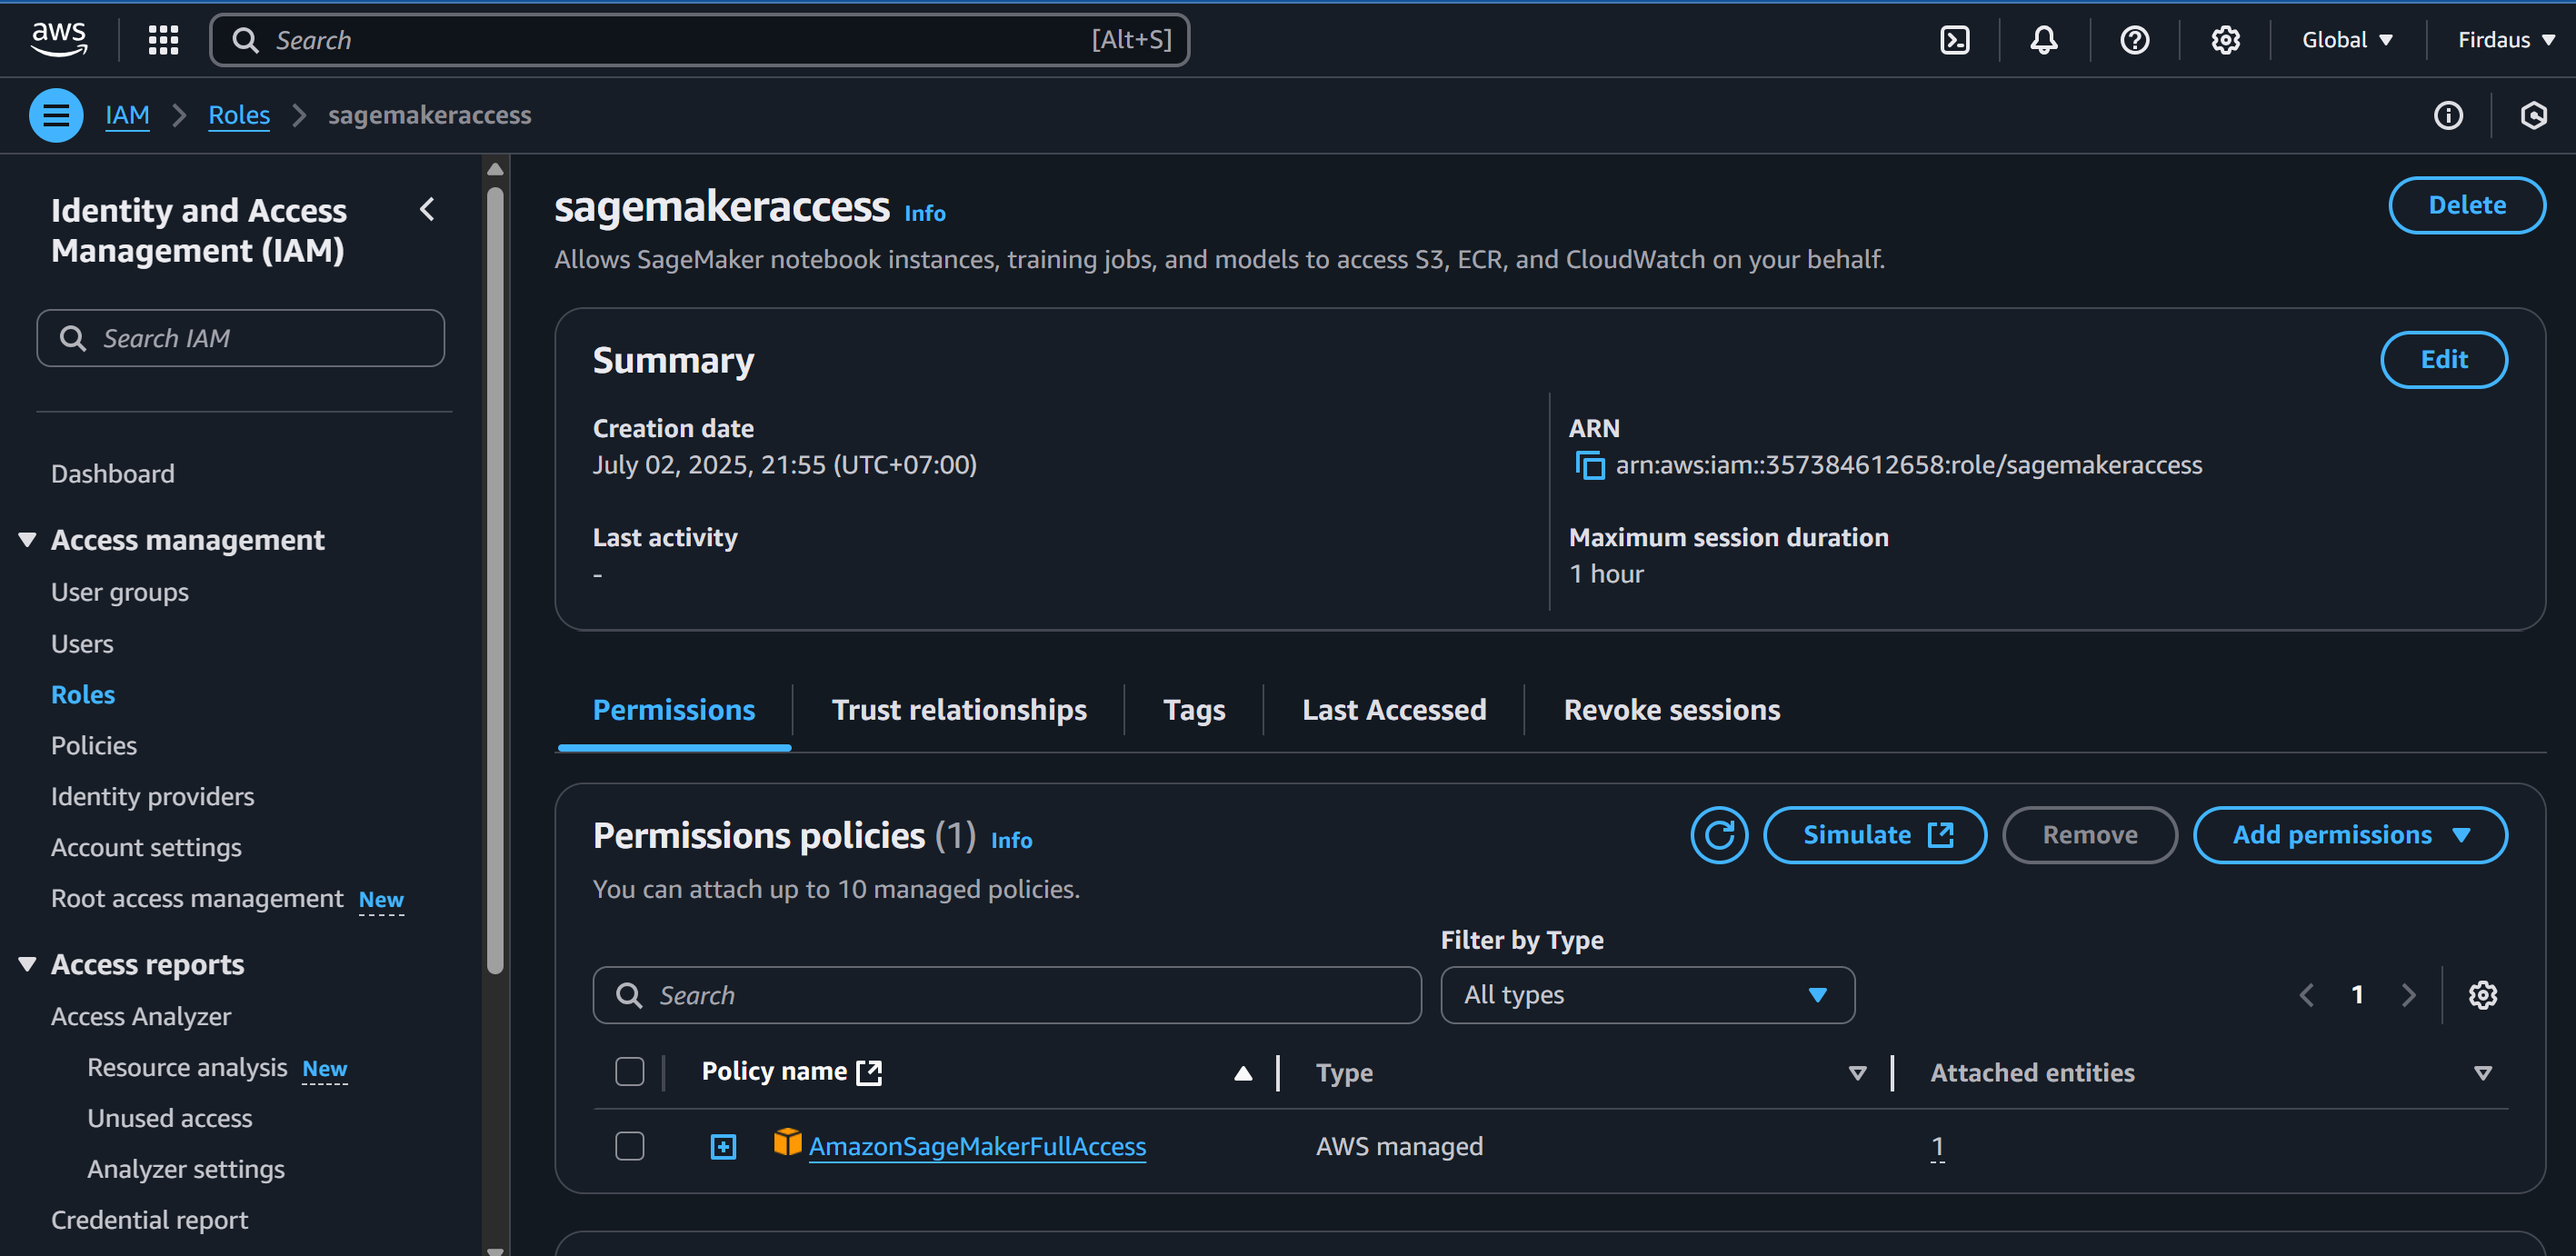 aws
Search
[Alt+S]
Global
Firdaus
IAM
Roles
sagemakeraccess
Identity and Access
Management (IAM)
Search IAM
Dashboard
Access management
User groups
Users
Roles
Policies
Identity providers
Account settings
Root access management New
Access reports
Access Analyzer
Resource analysis New
Unused access
Analyzer settings
Credential report
sagemakeraccess Info
Delete
Allows SageMaker notebook instances, training jobs, and models to access S3, ECR, and CloudWatch on your behalf.
Summary
Edit
Creation date
July 02, 2025, 21:55 (UTC+07:00)
ARN
arn:aws:iam::357384612658:role/sagemakeraccess
Last activity
-
Maximum session duration
1 hour
Permissions
Trust relationships
Tags
Last Accessed
Revoke sessions
Permissions policies (1) Info
Simulate
Remove
Add permissions
You can attach up to 10 managed policies.
Filter by Type
Search
All types
1
Policy name
Type
Attached entities
AmazonSageMakerFullAccess
AWS managed
1